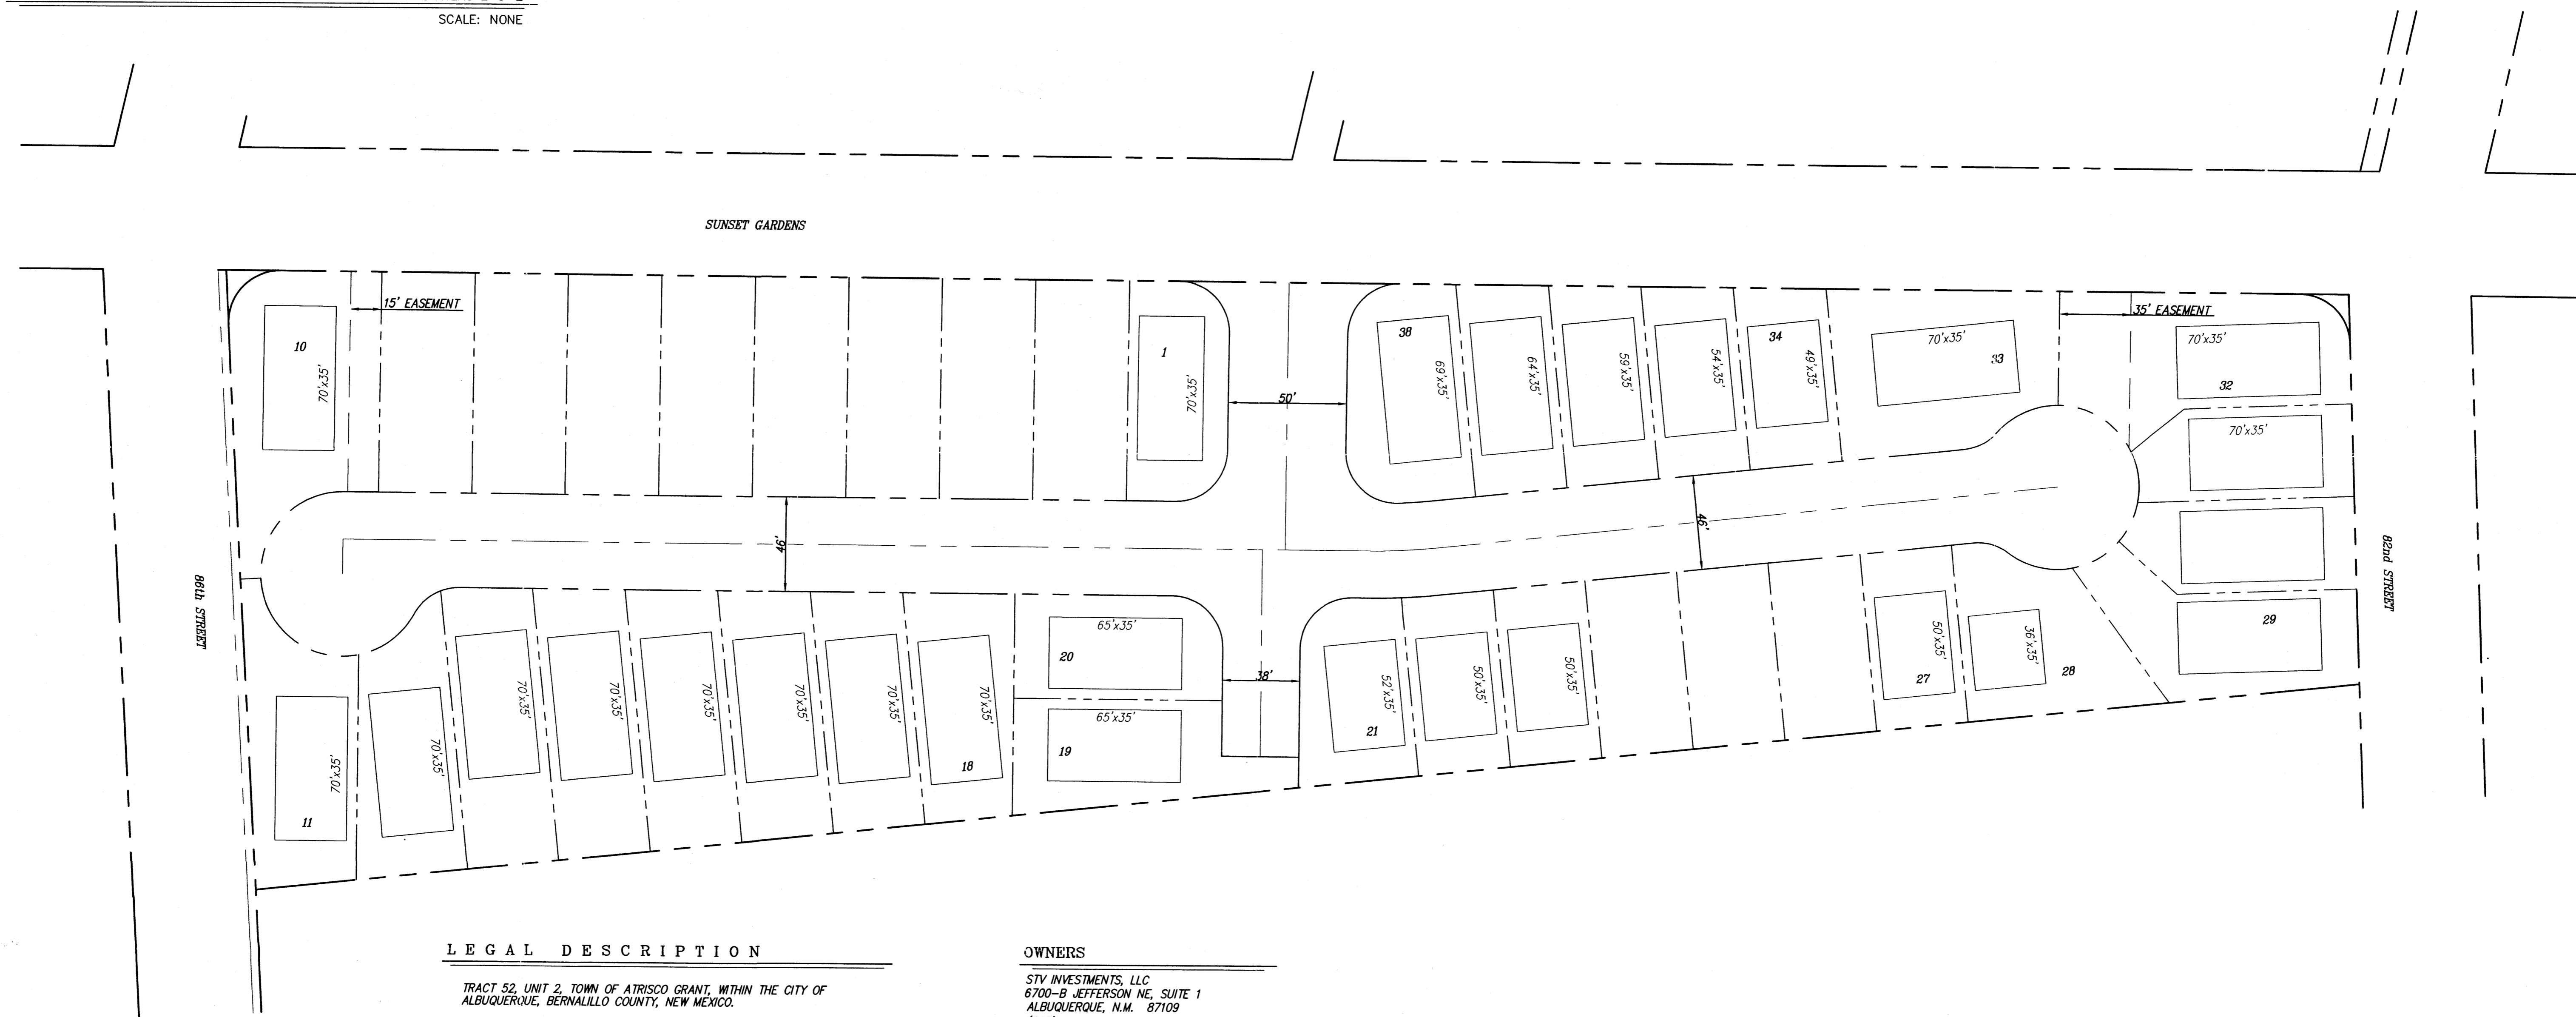 SCALE: NONE
SUNSET GARDENS
15' EASEMENT
35' EASEMENT
10
70'x35'
1
70'x35'
50'
38
69'x35'
64'x35'
59'x35'
54'x35'
34
49'x35'
70'x35'
33
70'x35'
32
70'x35'
46'
46'
86th STREET
82nd STREET
11
70'x35'
70'x35'
70'x35'
70'x35'
70'x35'
70'x35'
70'x35'
70'x35'
18
65'x35'
20
65'x35'
19
38'
52'x35'
21
50'x35'
50'x35'
50'x35'
27
36'x35'
28
29
LEGAL DESCRIPTION
TRACT 52, UNIT 2, TOWN OF ATRISCO GRANT, WITHIN THE CITY OF
ALBUQUERQUE, BERNALILLO COUNTY, NEW MEXICO.
OWNERS
STV INVESTMENTS, LLC
6700-B JEFFERSON NE, SUITE 1
ALBUQUERQUE, N.M. 87109